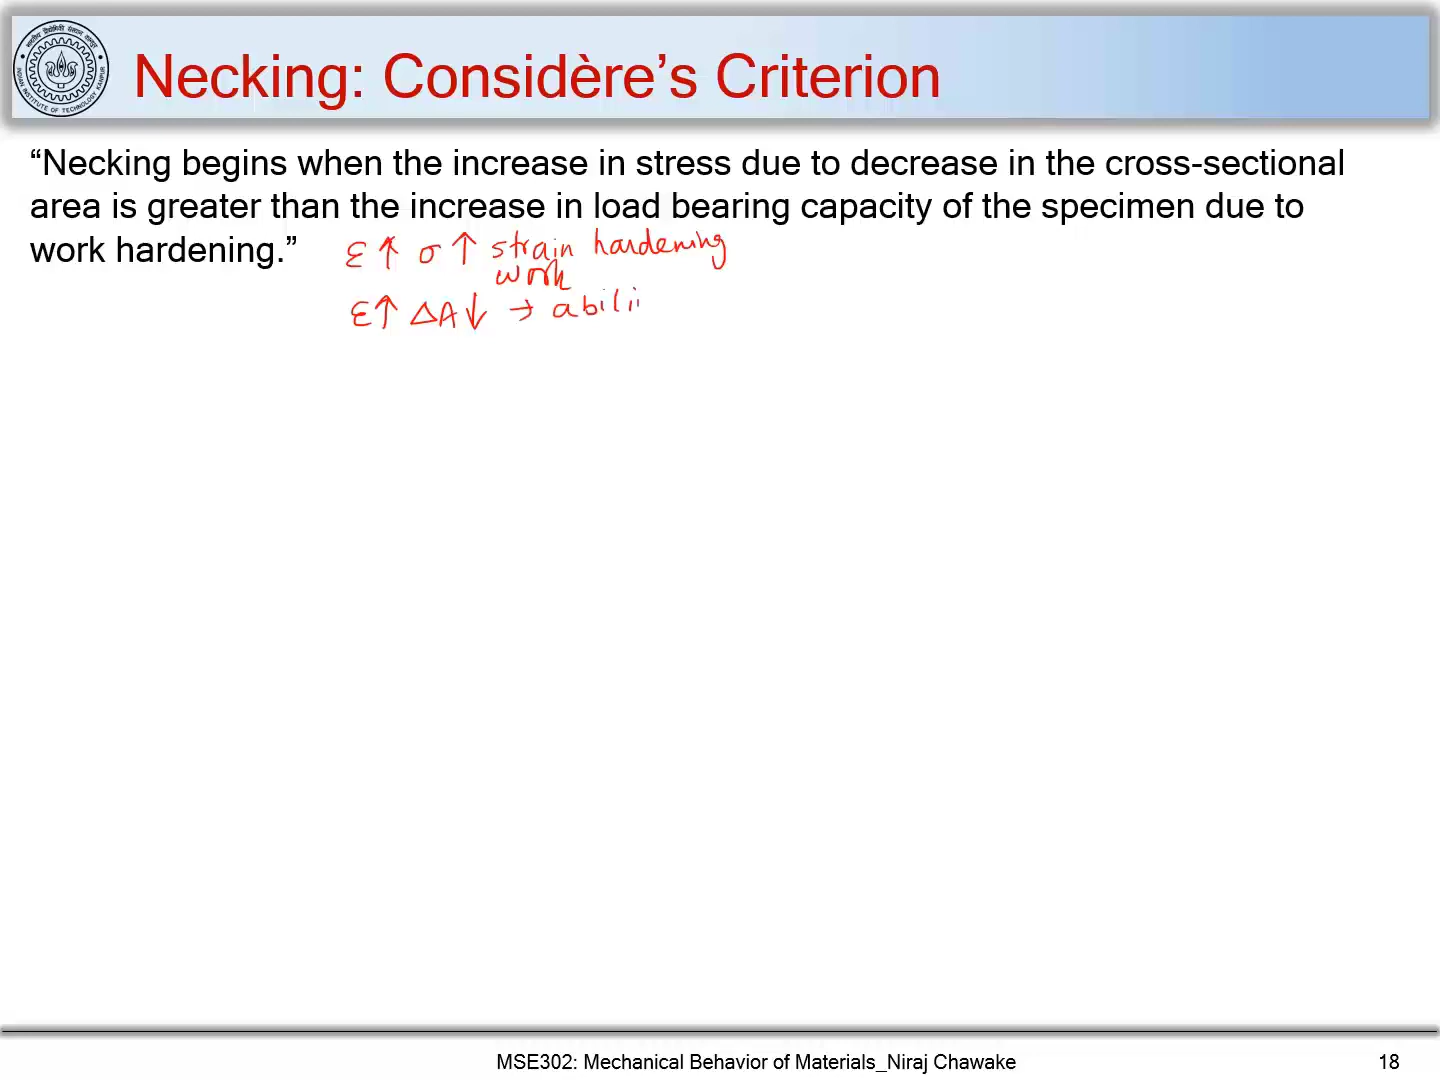 Necking: Considère’s Criterion
“Necking begins when the increase in stress due to decrease in the cross-sectional
area is greater than the increase in load bearing capacity of the specimen due to
work hardening.”
ε ↑ σ ↑ strain hardening
work
ε ↑ ΔA ↓ → abili
MSE302: Mechanical Behavior of Materials_Niraj Chawake
18